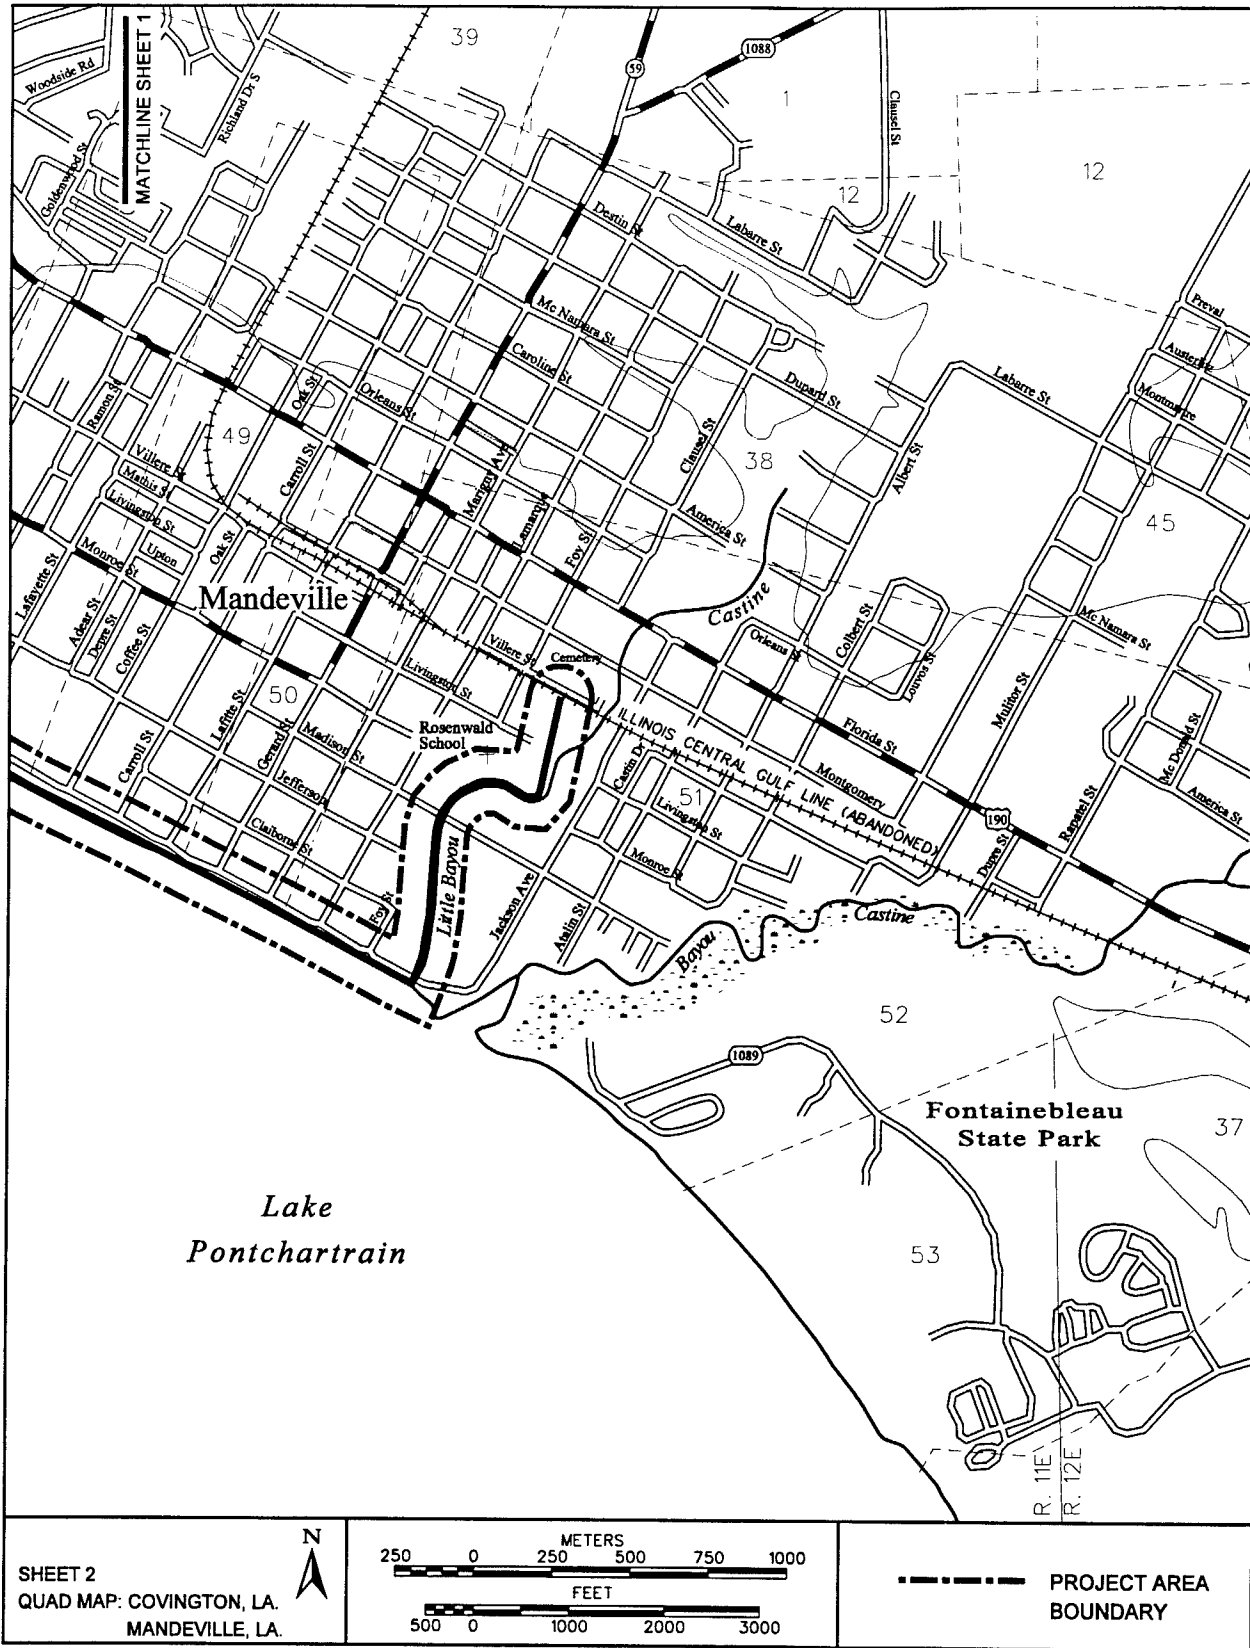 MATCHLINE SHEET 1
Woodside Rd
Richland Dr S
Goldenwood St
39
59
1088
1
Clausel St
12
12
Destin St
Labarre St
Mc Namara St
Caroline St
Preval
Austerlitz
Montmartre
Labarre St
Dupard St
Oak St
Orleans St
Ramon St
49
Carroll St
Villere St
Mathis St
Livingston St
Upton
Oak St
Monroe St
Lafayette St
Adear St
Depre St
Coffee St
Marigny Ave
Lamarque
Foy St
Clausel St
38
America St
Albert St
45
Mandeville
Castine
Villere St
Cemetery
Livingston St
Orleans St
Colbert St
Louvos St
Mc Namara St
Mulitor St
50
Rosenwald
School
Lafitte St
Gerard St
Madison St
Carroll St
Jefferson
Claiborne St
Foy St
Little Bayou
ILLINOIS CENTRAL GULF LINE (ABANDONED)
Castin Dr
51
Livingston St
Monroe St
Montgomery
Florida St
190
Dupre St
Rapatel St
Mc Donald St
America St
Jackson Ave
Atalin St
Bayou
Castine
52
1089
Fontainebleau
State Park
37
53
Lake
Pontchartrain
R. 11E
R. 12E
SHEET 2
QUAD MAP: COVINGTON, LA.
MANDEVILLE, LA.
N
METERS
250 0 250 500 750 1000
FEET
500 0 1000 2000 3000
PROJECT AREA
BOUNDARY